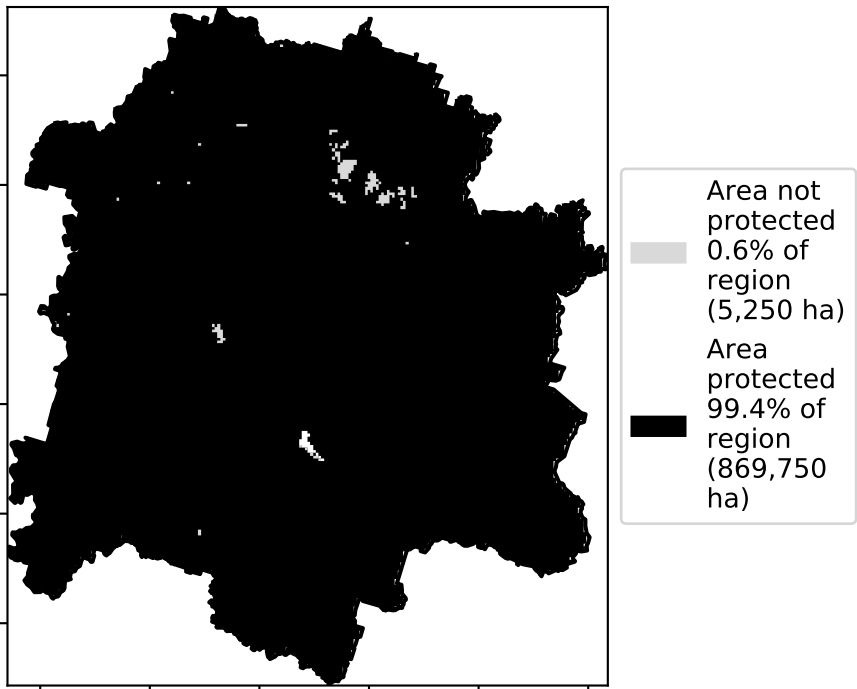 Area not
protected
0.6% of
region
(5,250 ha)
Area
protected
99.4% of
region
(869,750
ha)